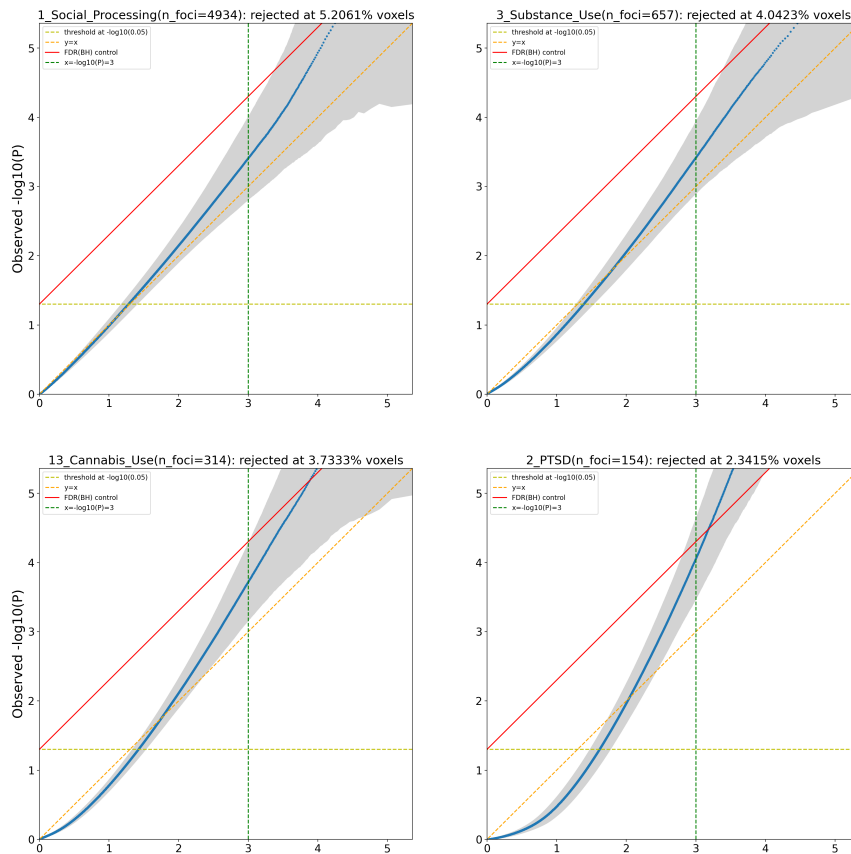 1_Social_Processing(n_foci=4934): rejected at 5.2061% voxels
threshold at -log10(0.05)
y=x
FDR(BH) control
x=-log10(P)=3
Observed -log10(P)
5
4
3
2
1
0
0 1 2 3 4 5
3_Substance_Use(n_foci=657): rejected at 4.0423% voxels
threshold at -log10(0.05)
y=x
FDR(BH) control
x=-log10(P)=3
5
4
3
2
1
0
0 1 2 3 4 5
13_Cannabis_Use(n_foci=314): rejected at 3.7333% voxels
threshold at -log10(0.05)
y=x
FDR(BH) control
x=-log10(P)=3
Observed -log10(P)
5
4
3
2
1
0
0 1 2 3 4 5
2_PTSD(n_foci=154): rejected at 2.3415% voxels
threshold at -log10(0.05)
y=x
FDR(BH) control
x=-log10(P)=3
5
4
3
2
1
0
0 1 2 3 4 5